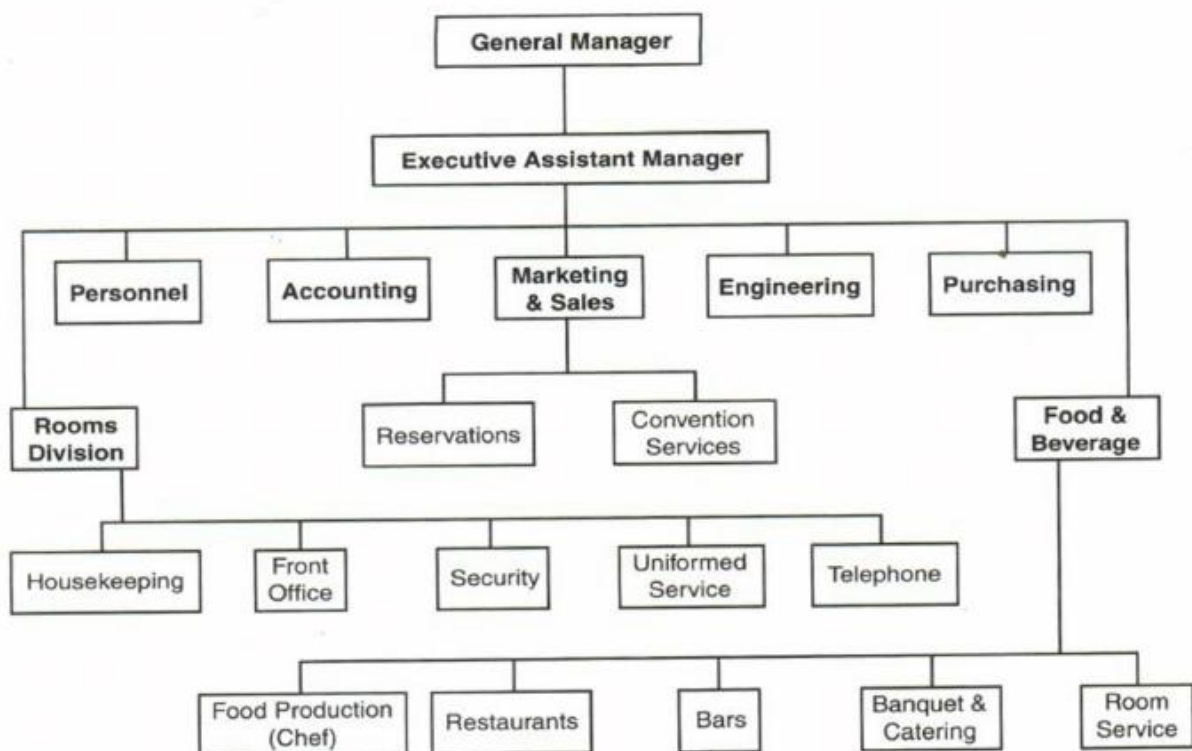 General Manager
Executive Assistant Manager
Personnel
Accounting
Marketing
& Sales
Engineering
Purchasing
Rooms
Division
Reservations
Convention
Services
Food &
Beverage
Housekeeping
Front
Office
Security
Uniformed
Service
Telephone
Food Production
(Chef)
Restaurants
Bars
Banquet &
Catering
Room
Service